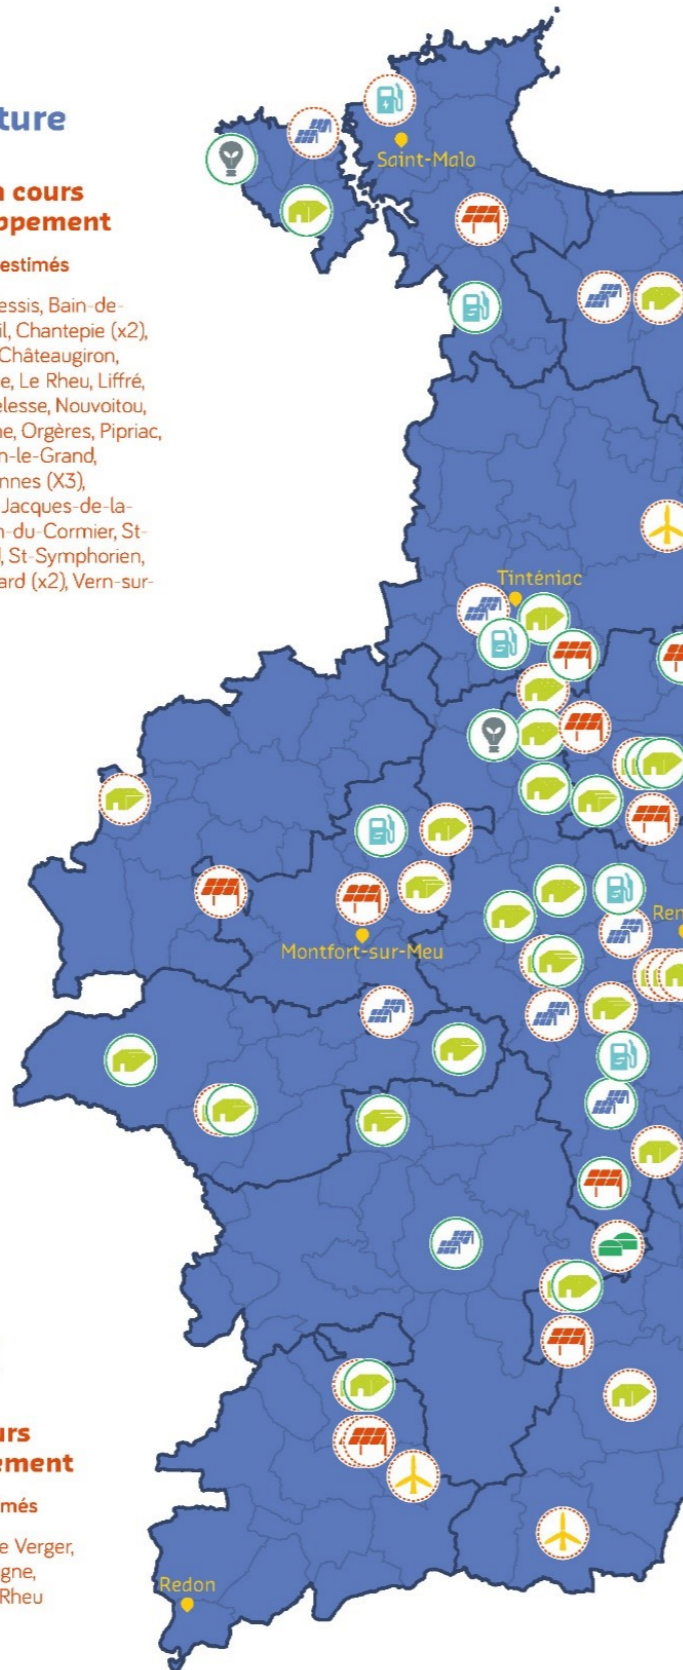 ture
n cours
ppement
estimés
essis, Bain-de-
il, Chantepie (x2),
Châteaugiron,
e, Le Rheu, Liffré,
elesse, Nouvoitou,
ne, Orgères, Pipriac,
n-le-Grand,
nnes (X3),
Jacques-de-la-
n-du-Cormier, St-
l, St-Symphorien,
ard (x2), Vern-sur-
Saint-Malo
Tinténiac
Ren
Montfort-sur-Meu
urs
ement
més
e Verger,
gne,
Rheu
Redon